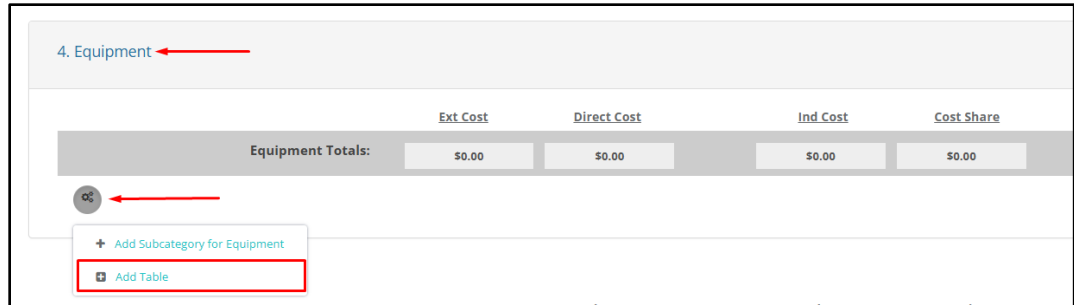 4. Equipment
Ext Cost Direct Cost Ind Cost Cost Share
Equipment Totals: $0.00 $0.00 $0.00 $0.00
Add Subcategory for Equipment
Add Table